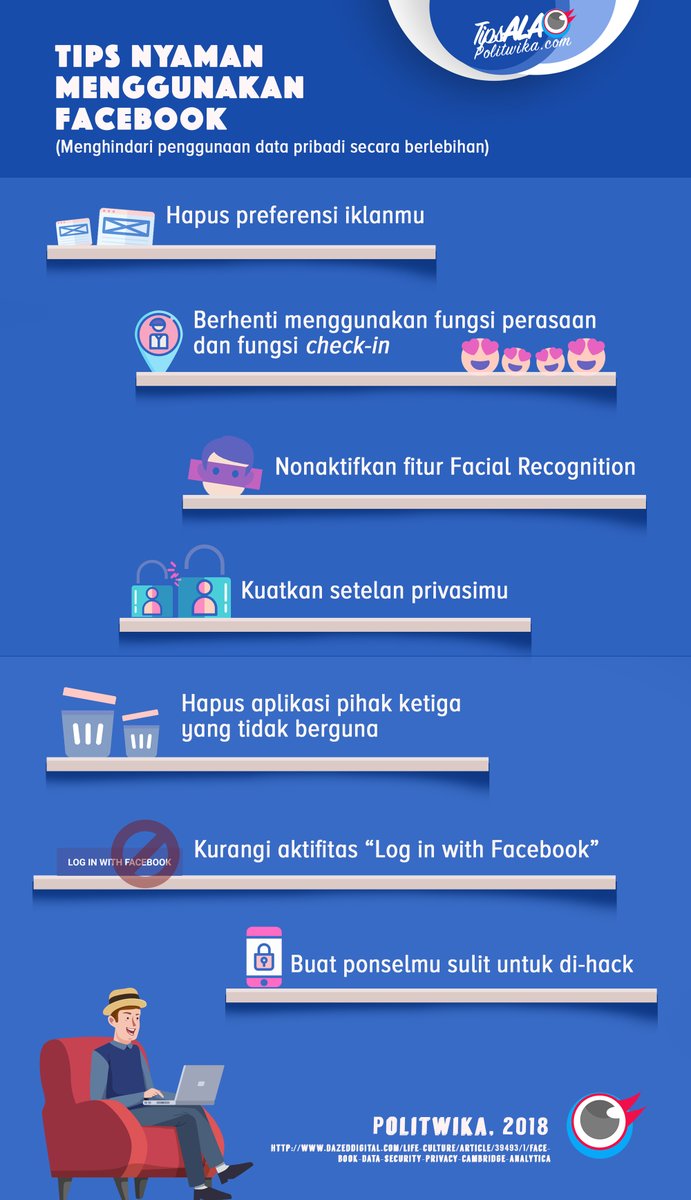 TipsALA
Politwika.com
TIPS NYAMAN
MENGGUNAKAN
FACEBOOK
(Menghindari penggunaan data pribadi secara berlebihan)
Hapus preferensi iklanmu
Berhenti menggunakan fungsi perasaan
dan fungsi check-in
Nonaktifkan fitur Facial Recognition
Kuatkan setelan privasimu
Hapus aplikasi pihak ketiga
yang tidak berguna
LOG IN WITH FACEBOOK
Kurangi aktifitas “Log in with Facebook”
Buat ponselmu sulit untuk di-hack
POLITWIKA, 2018
HTTP://WWW.DAZEDDIGITAL.COM/LIFE-CULTURE/ARTICLE/39493/1/FACE-
BOOK-DATA-SECURITY-PRIVACY-CAMBRIDGE-ANALYTICA